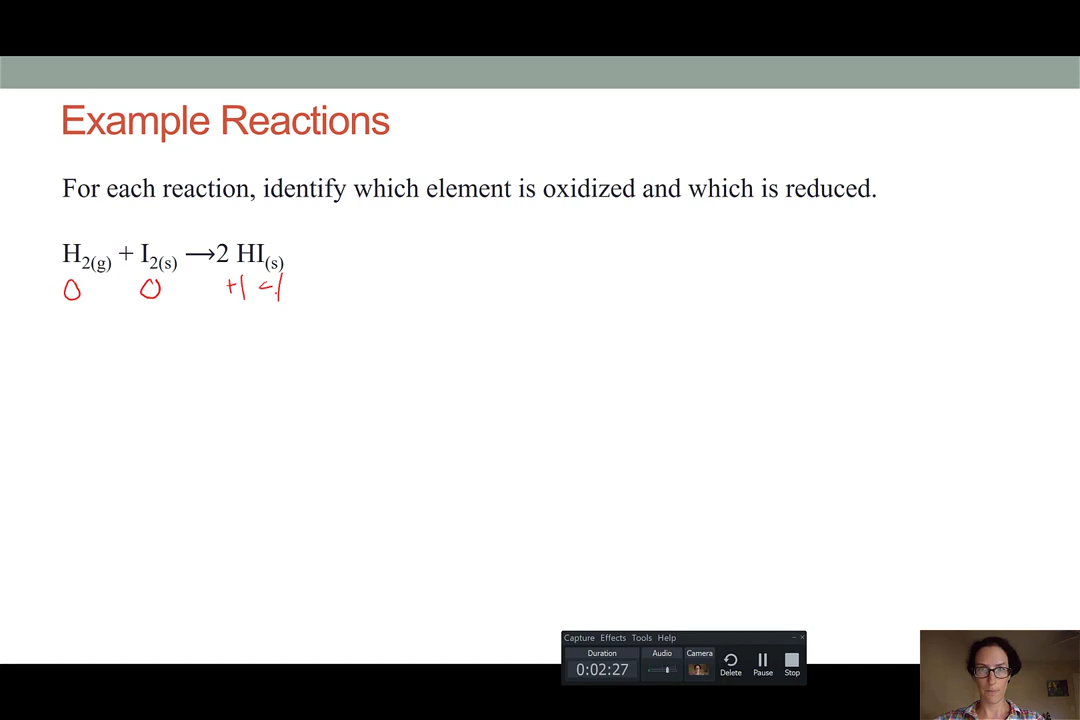 Example Reactions
For each reaction, identify which element is oxidized and which is reduced.
H₂(g) + I₂(s) ⟶2 HI(s)
0 0 +1 -1
Capture Effects Tools Help
Duration Audio Camera
0:02:27 Delete Pause Stop